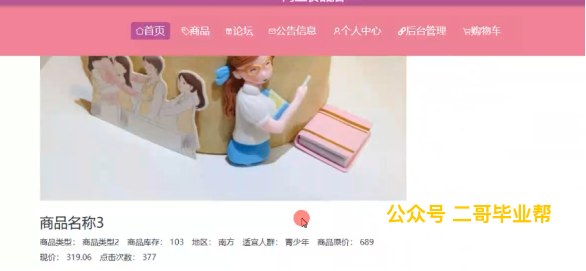 首页 商品 论坛 公告信息 个人中心 后台管理 购物车
公众号 二哥毕业帮
商品名称3
商品类型: 商品类型2 商品库存: 103 地区: 南方 适宜人群: 青少年 商品原价: 689
现价: 319.06 点击次数: 377